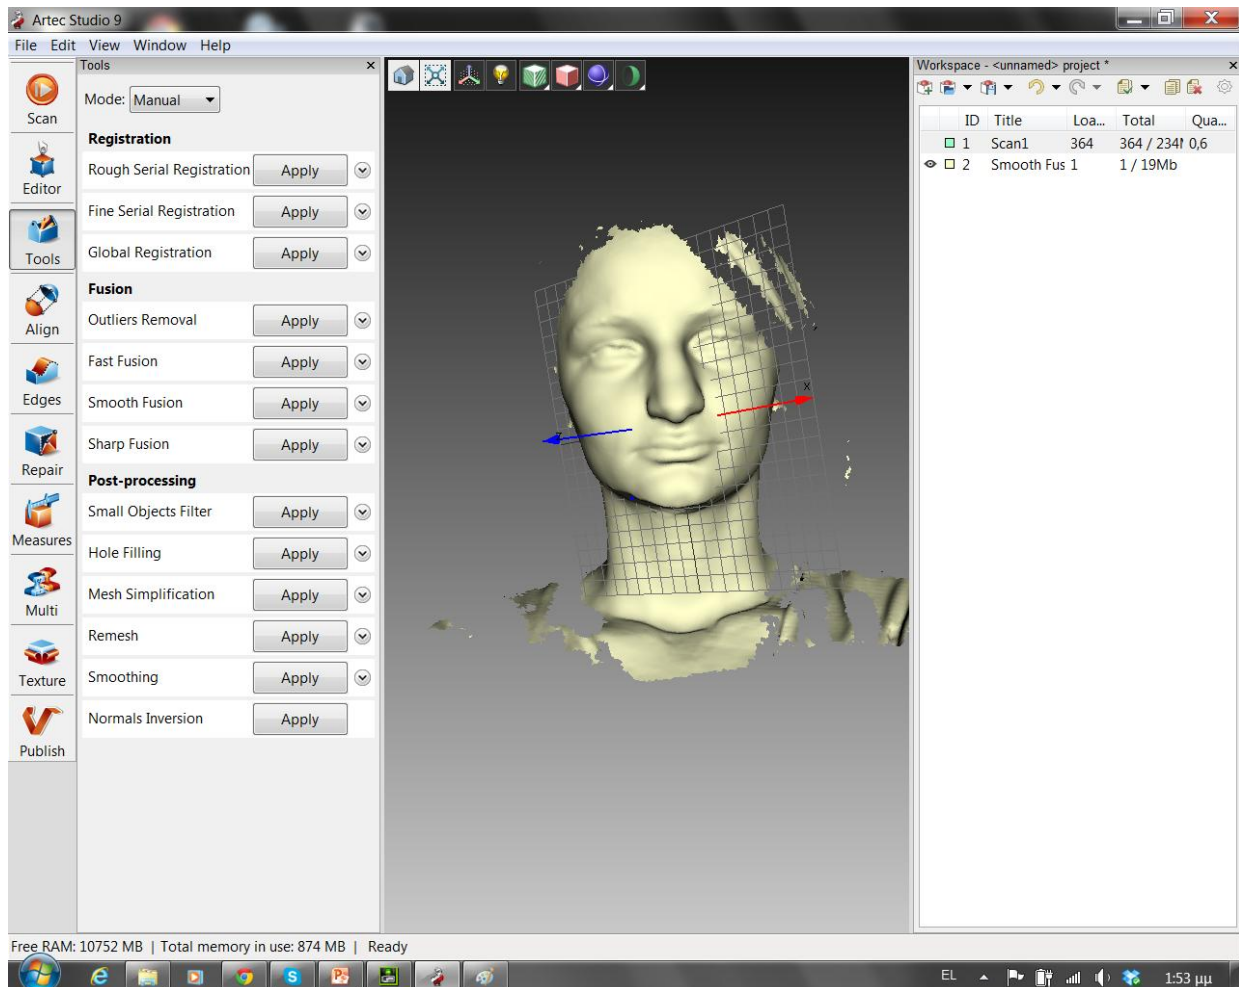 Artec Studio 9
File Edit View Window Help
Tools
Mode: Manual
Registration
Rough Serial Registration Apply
Fine Serial Registration Apply
Global Registration Apply
Fusion
Outliers Removal Apply
Fast Fusion Apply
Smooth Fusion Apply
Sharp Fusion Apply
Post-processing
Small Objects Filter Apply
Hole Filling Apply
Mesh Simplification Apply
Remesh Apply
Smoothing Apply
Normals Inversion Apply
Scan
Editor
Tools
Align
Edges
Repair
Measures
Multi
Texture
Publish
X
Z
Workspace - <unnamed> project *
ID Title Loa... Total Qua...
1 Scan1 364 364 / 234M 0,6
2 Smooth Fus 1 1 / 19Mb
Free RAM: 10752 MB | Total memory in use: 874 MB | Ready
EL 1:53 μμ